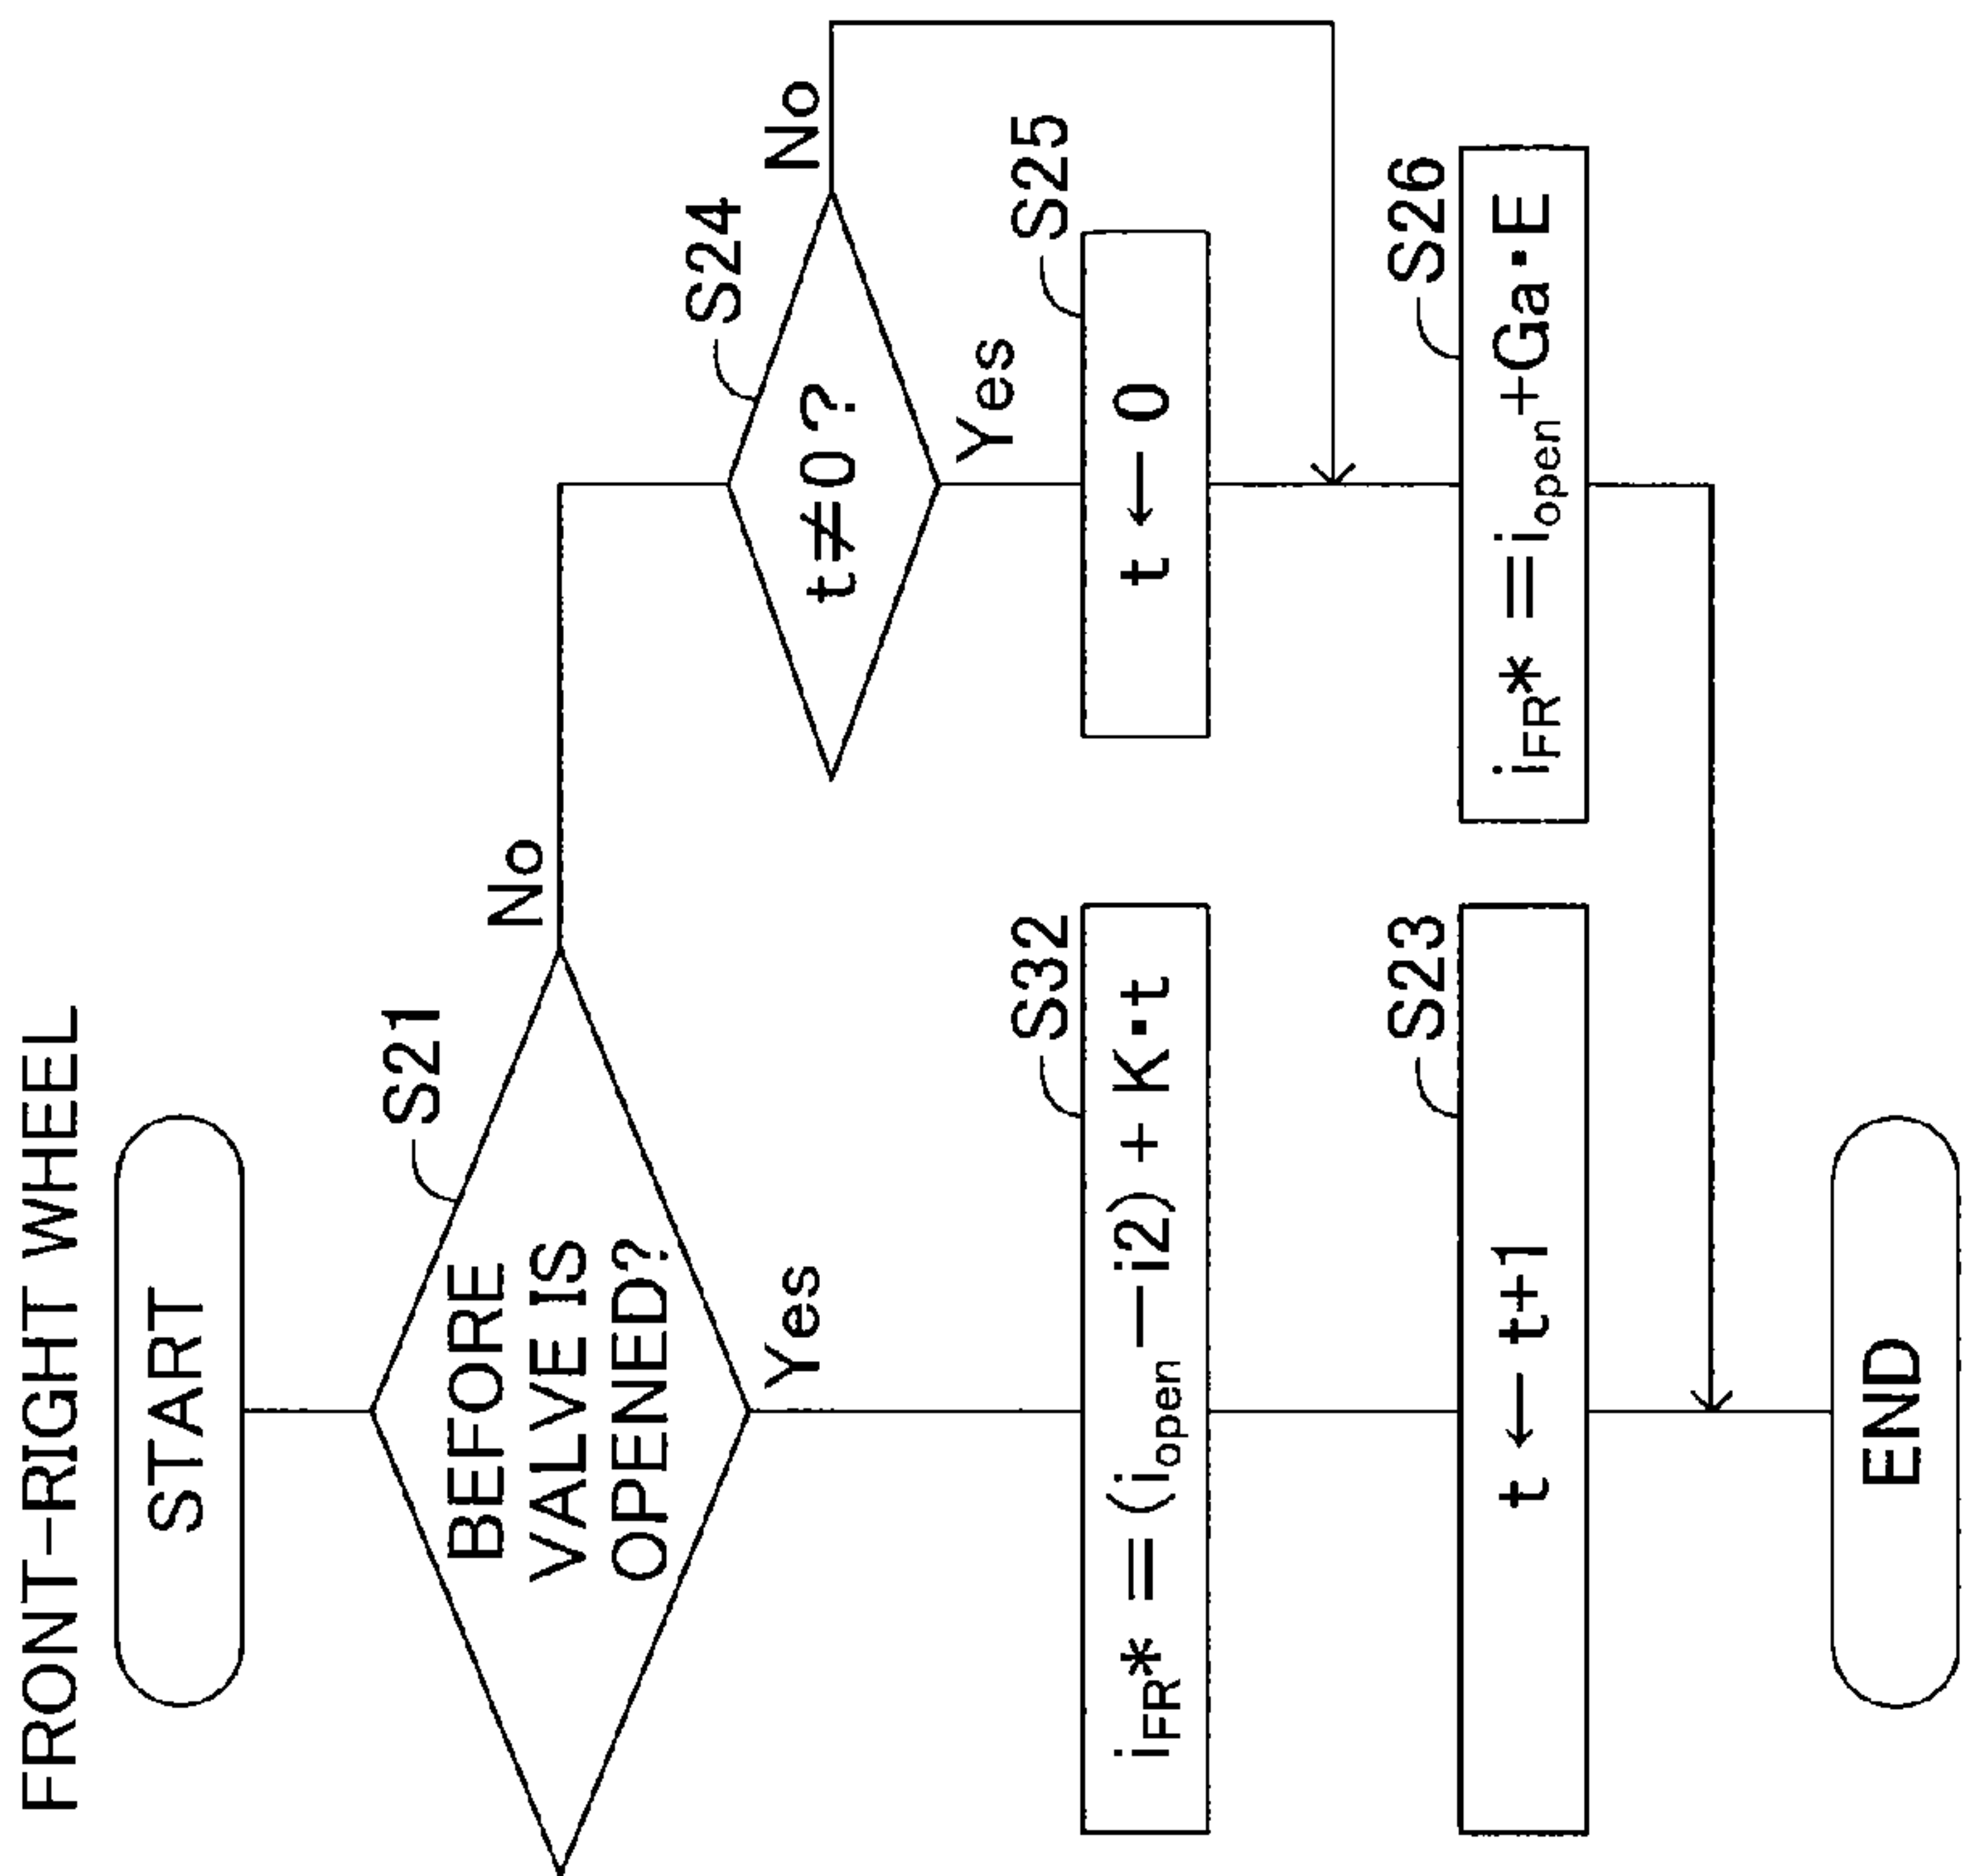 FRONT-RIGHT WHEEL
START
S21
BEFORE
VALVE IS
OPENED?
No
Yes
S24
t≠0?
No
Yes
S32
iFR* = (iopen − i2) + K·t
S25
t ← 0
S23
t ← t+1
S26
iFR* = iopen+Ga·E
END